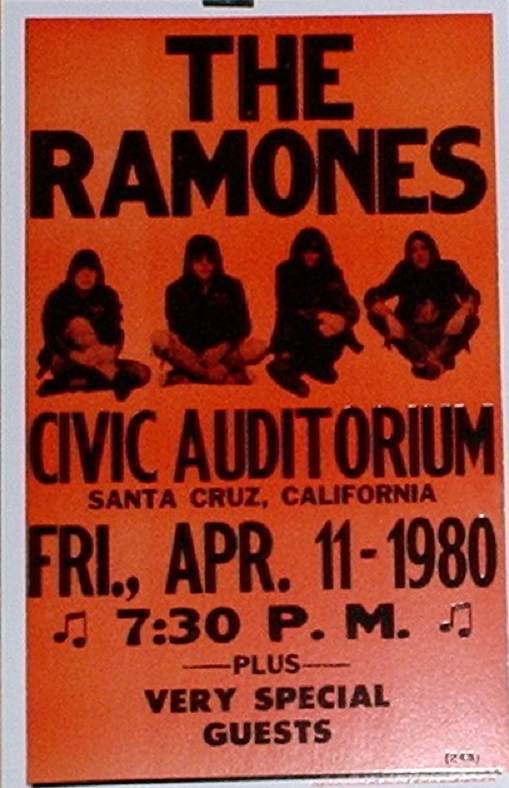 THE
RAMONES
CIVIC AUDITORIUM
SANTA CRUZ, CALIFORNIA
FRI., APR. 11-1980
♫ 7:30 P. M. ♫
—PLUS—
VERY SPECIAL
GUESTS